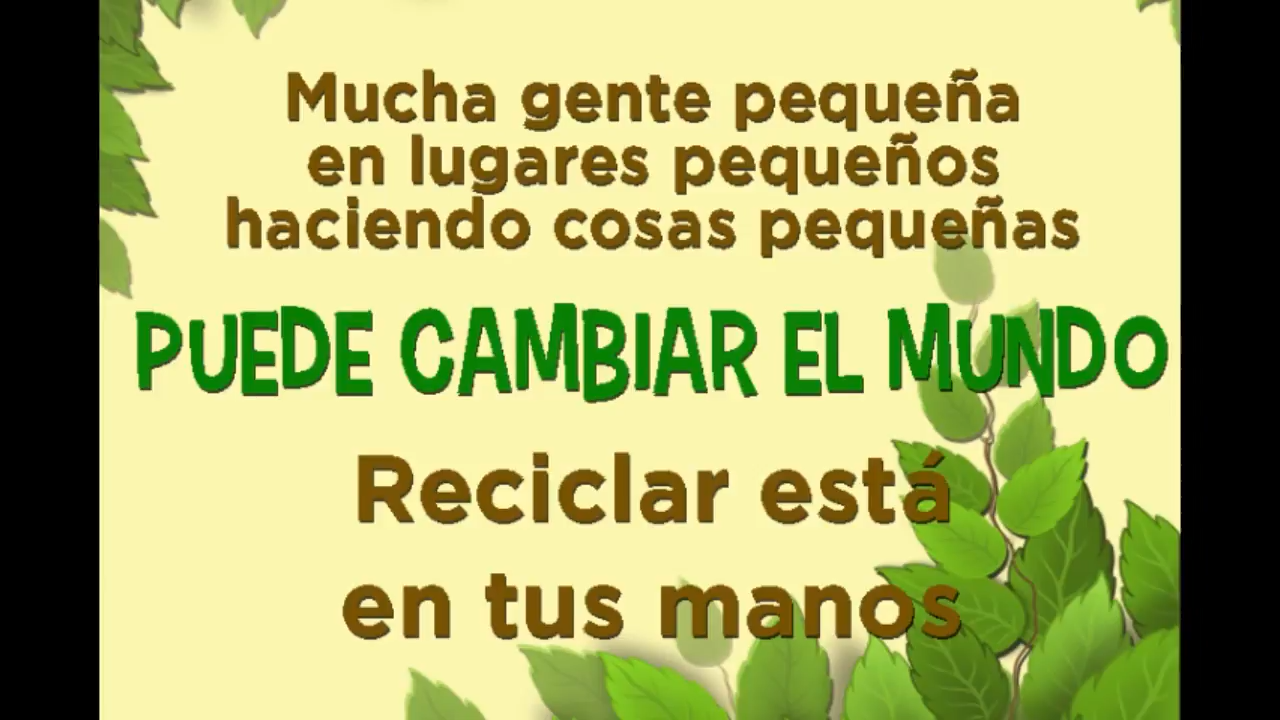 Mucha gente pequeña
en lugares pequeños
haciendo cosas pequeñas
PUEDE CAMBIAR EL MUNDO
Reciclar está
en tus manos